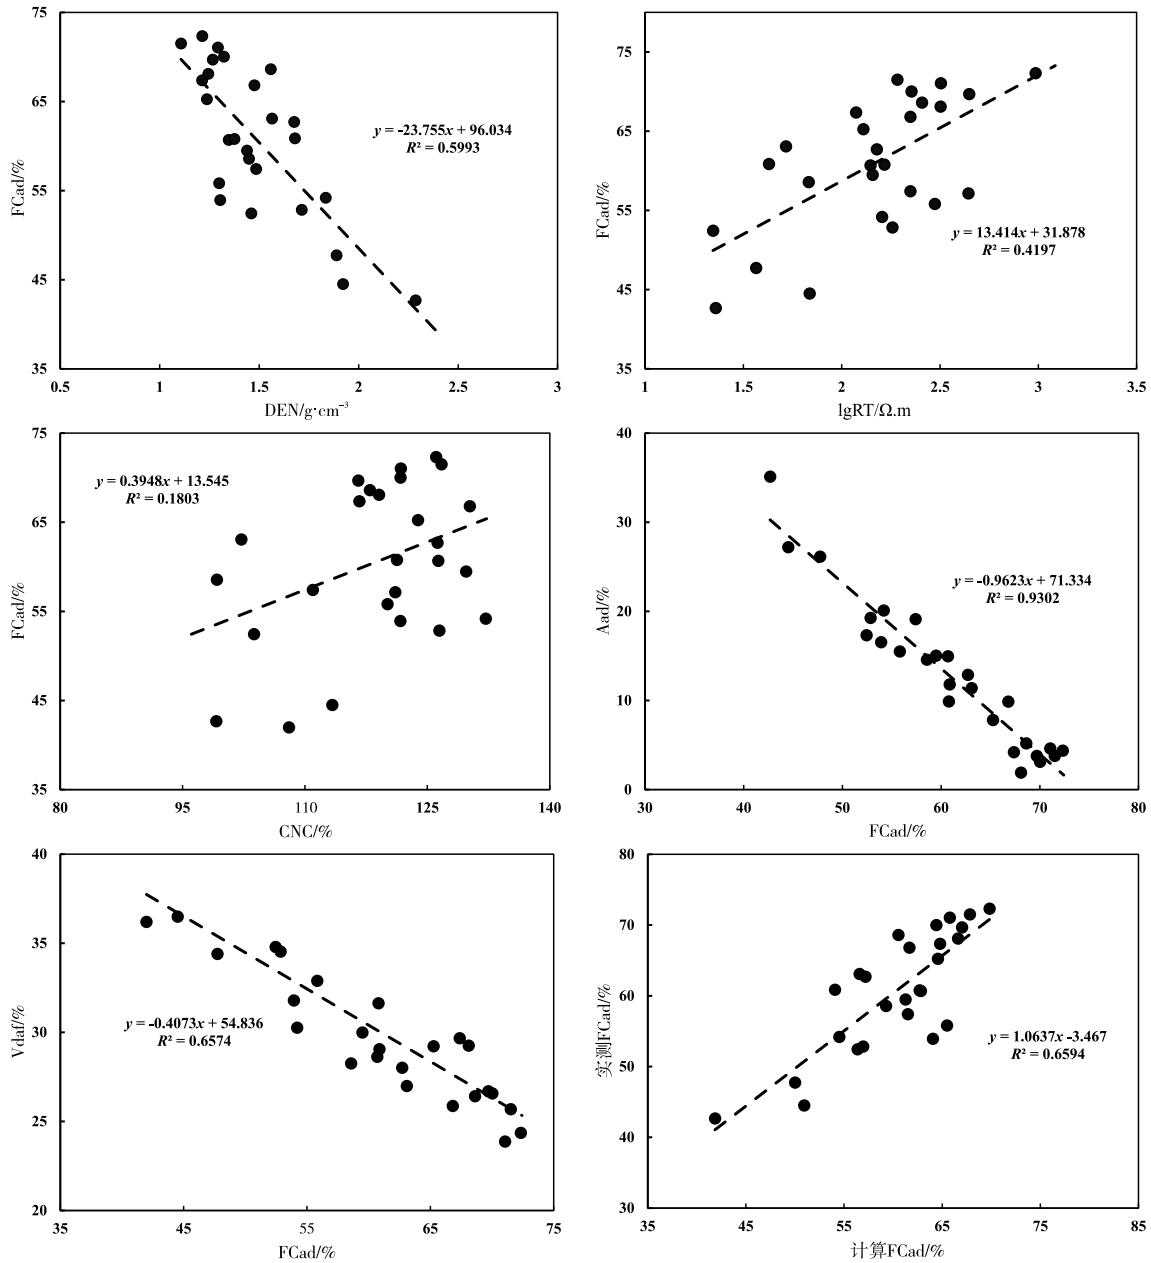 75
65
55
45
35
FCad/%
y = -23.755x + 96.034
R² = 0.5993
0.5 1 1.5 2 2.5 3
DEN/g·cm⁻³
75
65
55
45
35
FCad/%
y = 13.414x + 31.878
R² = 0.4197
1 1.5 2 2.5 3 3.5
lgRT/Ω.m
75
65
55
45
35
FCad/%
y = 0.3948x + 13.545
R² = 0.1803
80 95 110 125 140
CNC/%
40
30
20
10
0
Aad/%
y = -0.9623x + 71.334
R² = 0.9302
30 40 50 60 70 80
FCad/%
40
35
30
25
20
Vdaf/%
y = -0.4073x + 54.836
R² = 0.6574
35 45 55 65 75
FCad/%
80
70
60
50
40
30
实测FCad/%
y = 1.0637x -3.467
R² = 0.6594
35 45 55 65 75 85
计算FCad/%